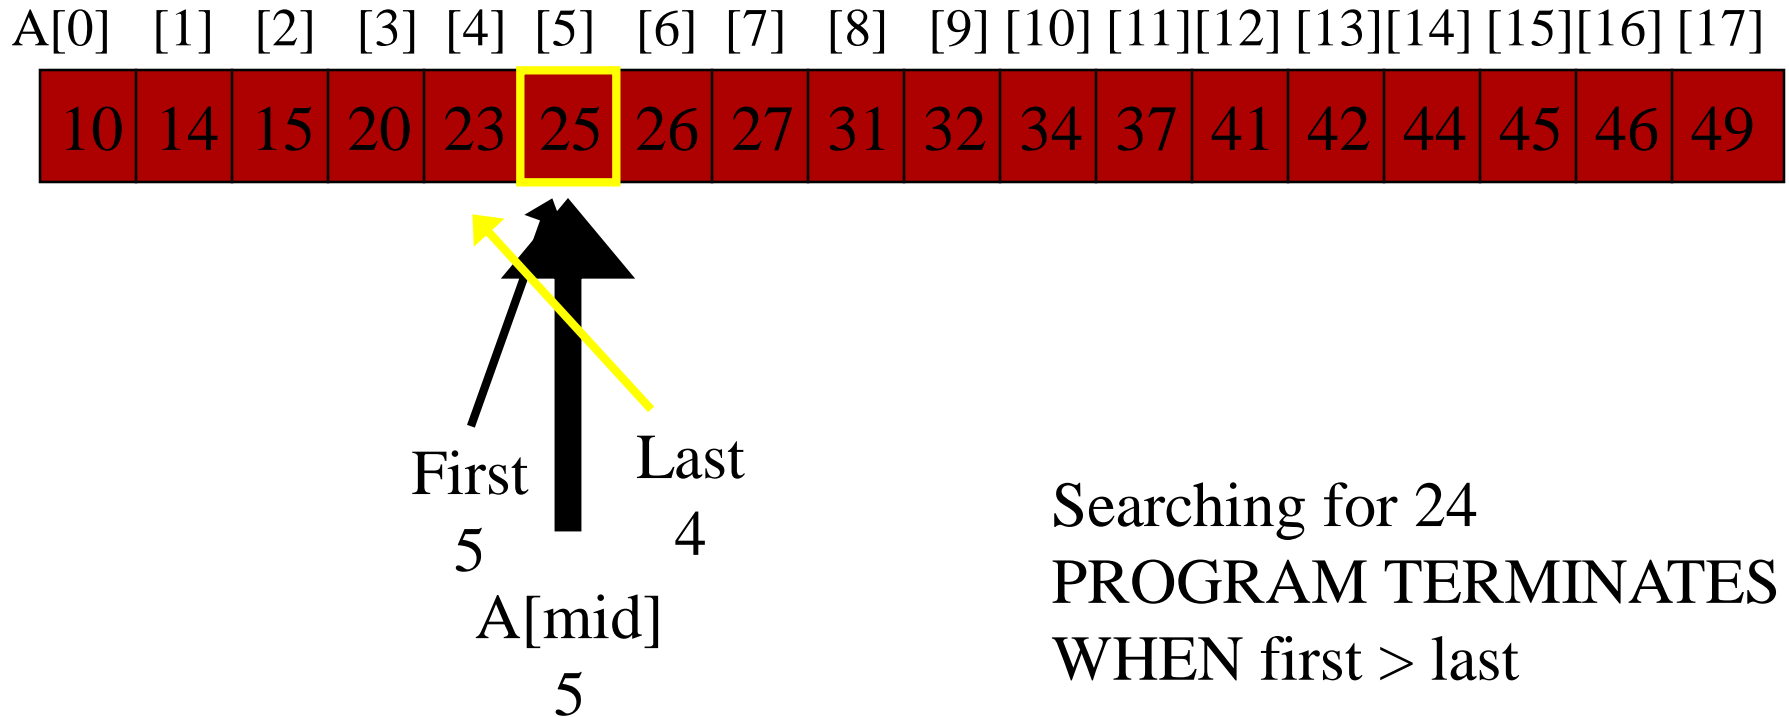 A[0] [1] [2] [3] [4] [5] [6] [7] [8] [9] [10] [11][12] [13][14] [15][16] [17]
10 14 15 20 23 25 26 27 31 32 34 37 41 42 44 45 46 49
First
5
Last
4
A[mid]
5
Searching for 24
PROGRAM TERMINATES
WHEN first > last